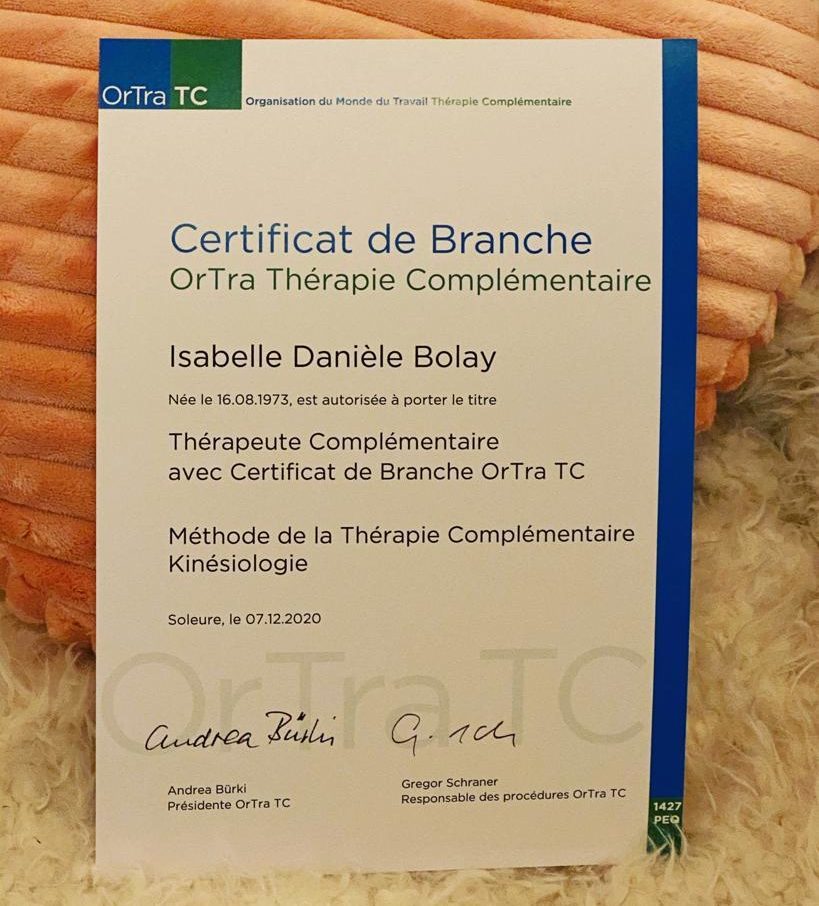 OrTra TC
Organisation du Monde du Travail Thérapie Complémentaire
Certificat de Branche
OrTra Thérapie Complémentaire
Isabelle Danièle Bolay
Née le 16.08.1973, est autorisée à porter le titre
Thérapeute Complémentaire
avec Certificat de Branche OrTra TC
Méthode de la Thérapie Complémentaire
Kinésiologie
Soleure, le 07.12.2020
OrTra TC
Andrea Bürki
Andrea Bürki
Présidente OrTra TC
Gregor Schraner
Responsable des procédures OrTra TC
1427
PEQ